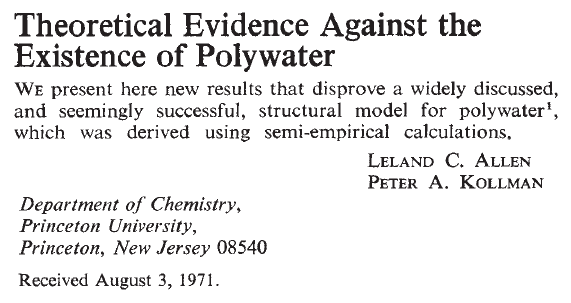 Theoretical Evidence Against the
Existence of Polywater
WE present here new results that disprove a widely discussed,
and seemingly successful, structural model for polywater¹,
which was derived using semi-empirical calculations.
LELAND C. ALLEN
PETER A. KOLLMAN
Department of Chemistry,
Princeton University,
Princeton, New Jersey 08540
Received August 3, 1971.